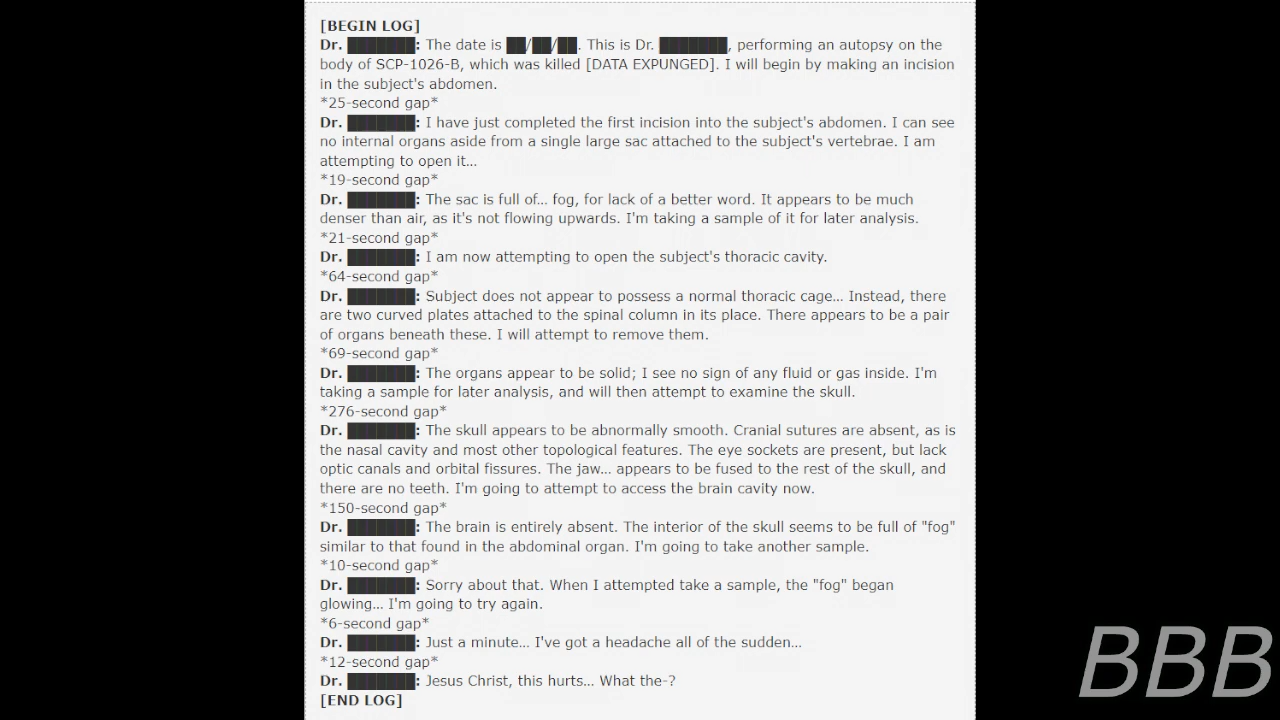 [BEGIN LOG]
Dr. ███████: The date is ██/██/██. This is Dr. ███████, performing an autopsy on the
body of SCP-1026-B, which was killed [DATA EXPUNGED]. I will begin by making an incision
in the subject's abdomen.
*25-second gap*
Dr. ███████: I have just completed the first incision into the subject's abdomen. I can see
no internal organs aside from a single large sac attached to the subject's vertebrae. I am
attempting to open it…
*19-second gap*
Dr. ███████: The sac is full of… fog, for lack of a better word. It appears to be much
denser than air, as it's not flowing upwards. I'm taking a sample of it for later analysis.
*21-second gap*
Dr. ███████: I am now attempting to open the subject's thoracic cavity.
*64-second gap*
Dr. ███████: Subject does not appear to possess a normal thoracic cage… Instead, there
are two curved plates attached to the spinal column in its place. There appears to be a pair
of organs beneath these. I will attempt to remove them.
*69-second gap*
Dr. ███████: The organs appear to be solid; I see no sign of any fluid or gas inside. I'm
taking a sample for later analysis, and will then attempt to examine the skull.
*276-second gap*
Dr. ███████: The skull appears to be abnormally smooth. Cranial sutures are absent, as is
the nasal cavity and most other topological features. The eye sockets are present, but lack
optic canals and orbital fissures. The jaw… appears to be fused to the rest of the skull, and
there are no teeth. I'm going to attempt to access the brain cavity now.
*150-second gap*
Dr. ███████: The brain is entirely absent. The interior of the skull seems to be full of "fog"
similar to that found in the abdominal organ. I'm going to take another sample.
*10-second gap*
Dr. ███████: Sorry about that. When I attempted take a sample, the "fog" began
glowing… I'm going to try again.
*6-second gap*
Dr. ███████: Just a minute… I've got a headache all of the sudden…
*12-second gap*
Dr. ███████: Jesus Christ, this hurts… What the-?
[END LOG]
BBB